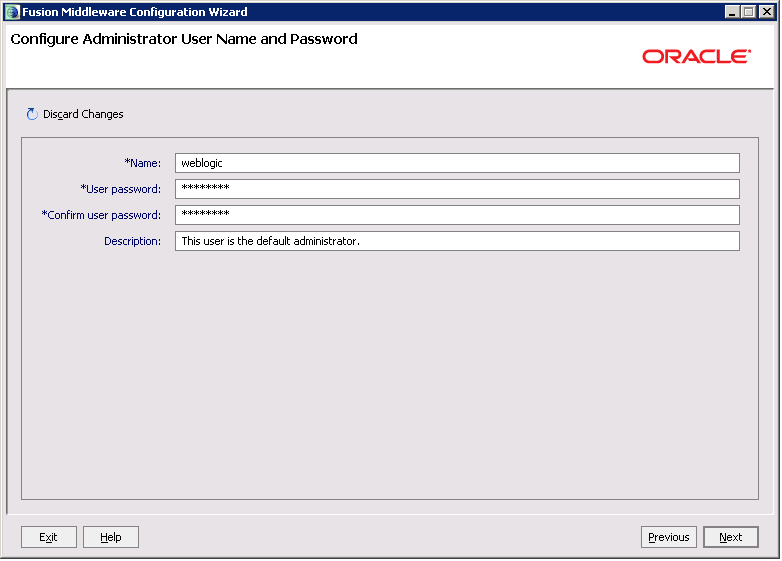 Fusion Middleware Configuration Wizard
Configure Administrator User Name and Password
ORACLE®
Discard Changes
*Name: weblogic
*User password: ********
*Confirm user password: ********
Description: This user is the default administrator.
Exit Help Previous Next